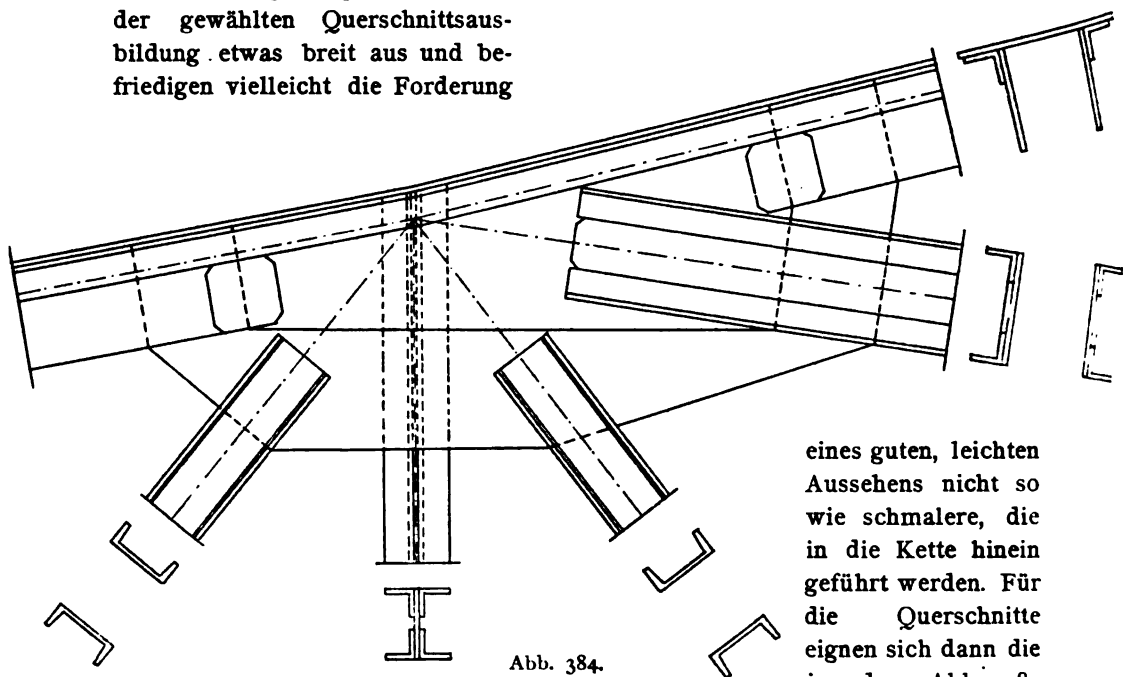 der gewählten Querschnittsaus-
bildung etwas breit aus und be-
friedigen vielleicht die Forderung
eines guten, leichten
Aussehens nicht so
wie schmalere, die
in die Kette hinein
geführt werden. Für
die Querschnitte
eignen sich dann die
Abb. 384.